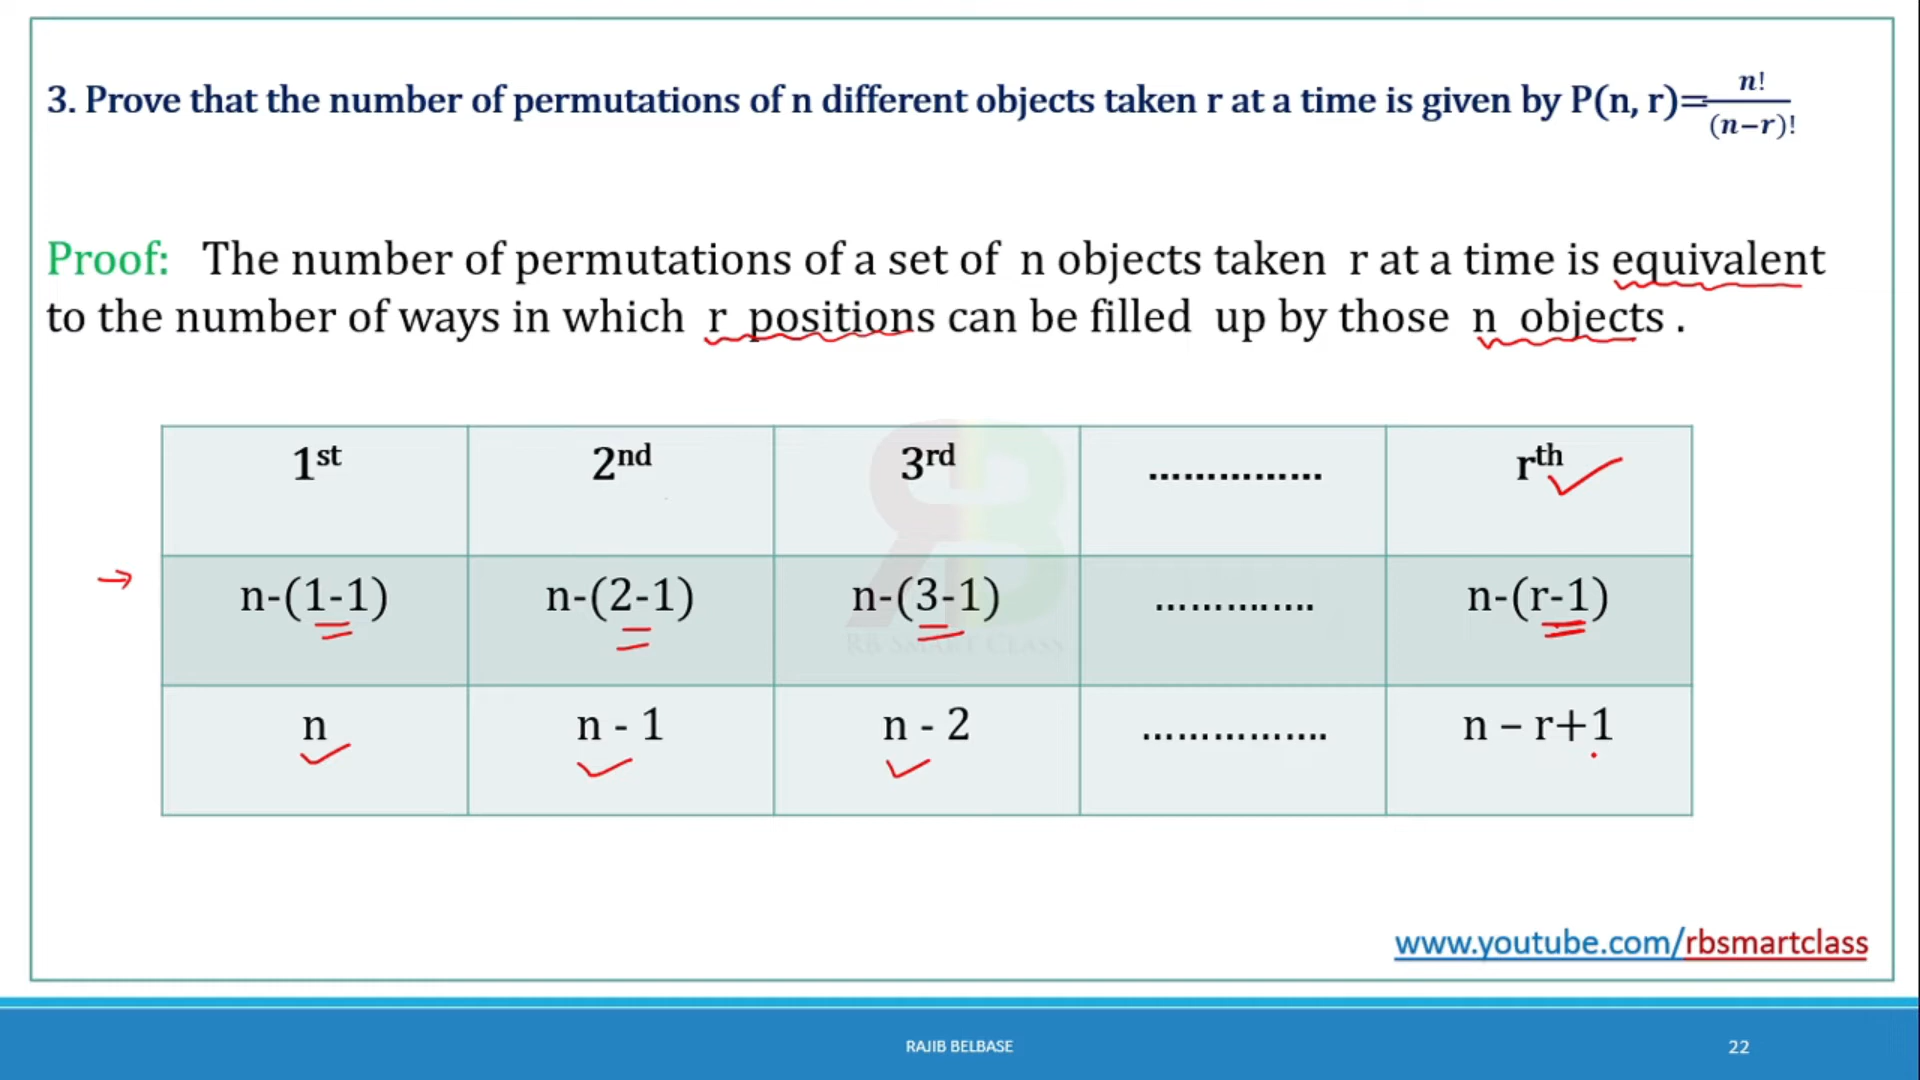 3. Prove that the number of permutations of n different objects taken r at a time is given by P(n, r)=n!/(n−r)!
Proof: The number of permutations of a set of n objects taken r at a time is equivalent
to the number of ways in which r positions can be filled up by those n objects .
1st 2nd 3rd ............... rth
n-(1-1) n-(2-1) n-(3-1) .............. n-(r-1)
n n - 1 n - 2 ................ n – r+1
RB SMART CLASS
www.youtube.com/rbsmartclass
RAJIB BELBASE 22